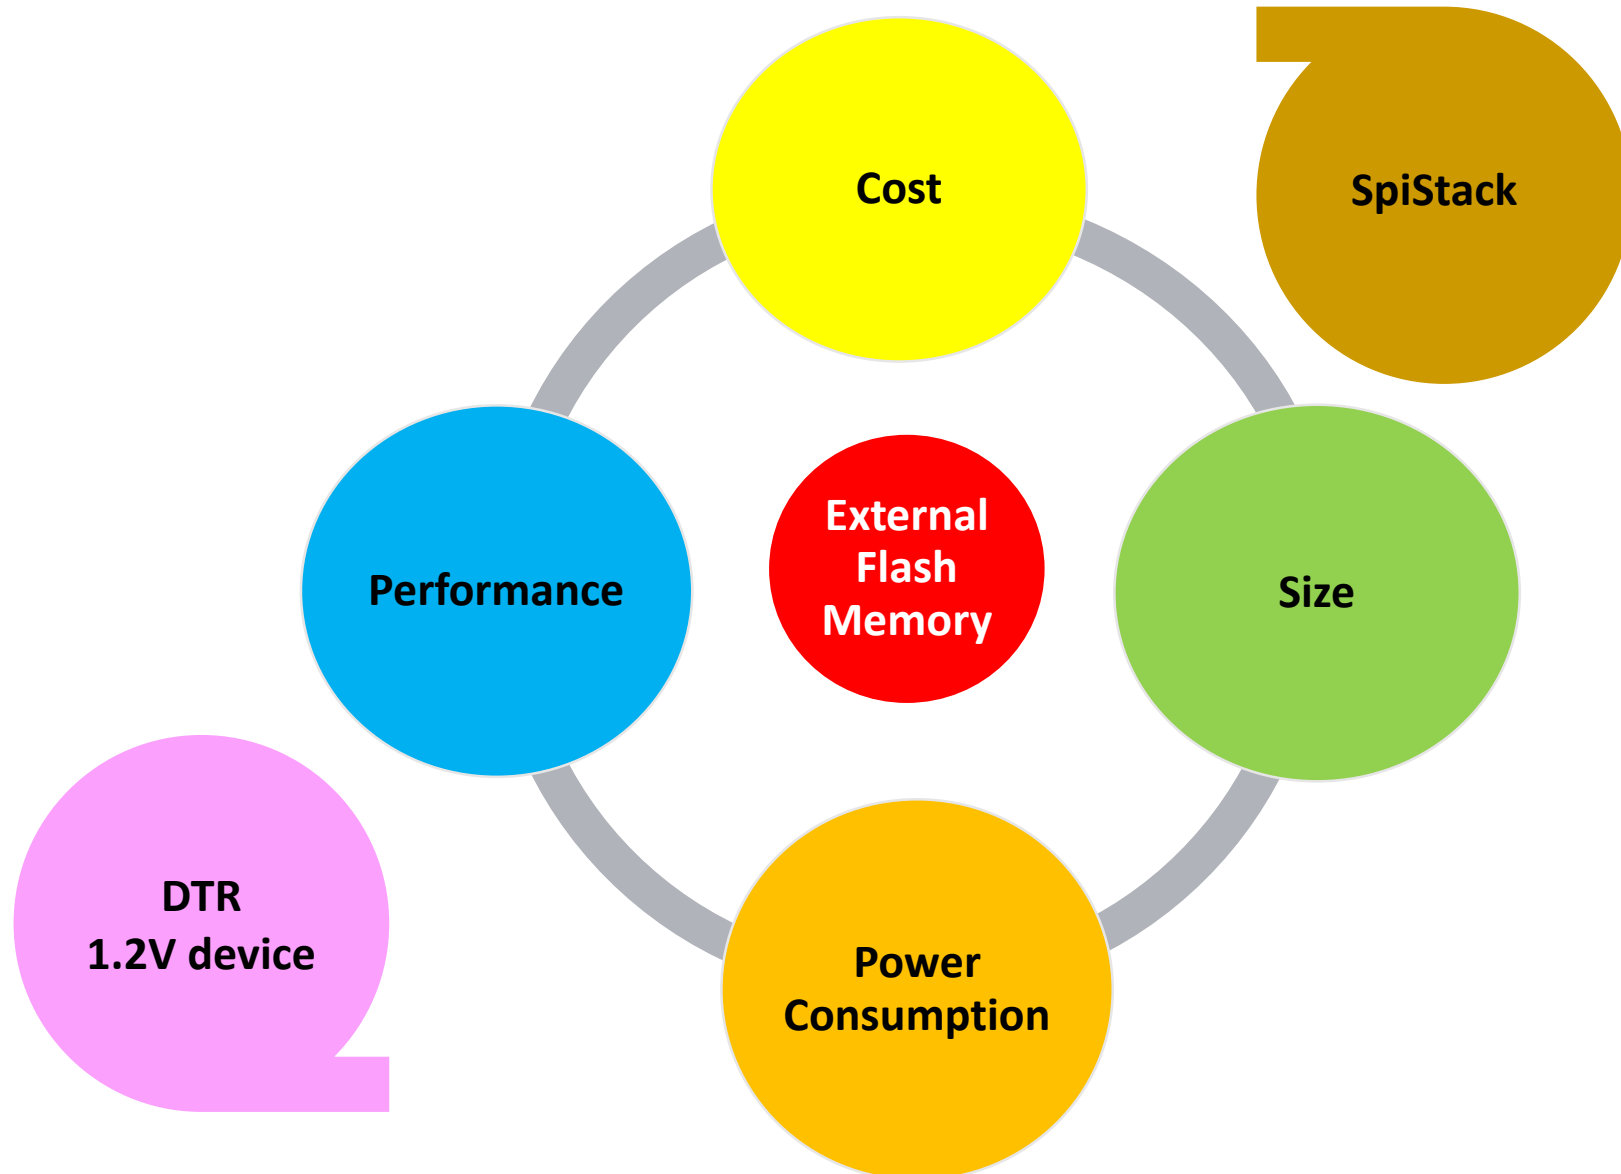 Cost
SpiStack
External
Flash
Memory
Performance
Size
DTR
1.2V device
Power
Consumption